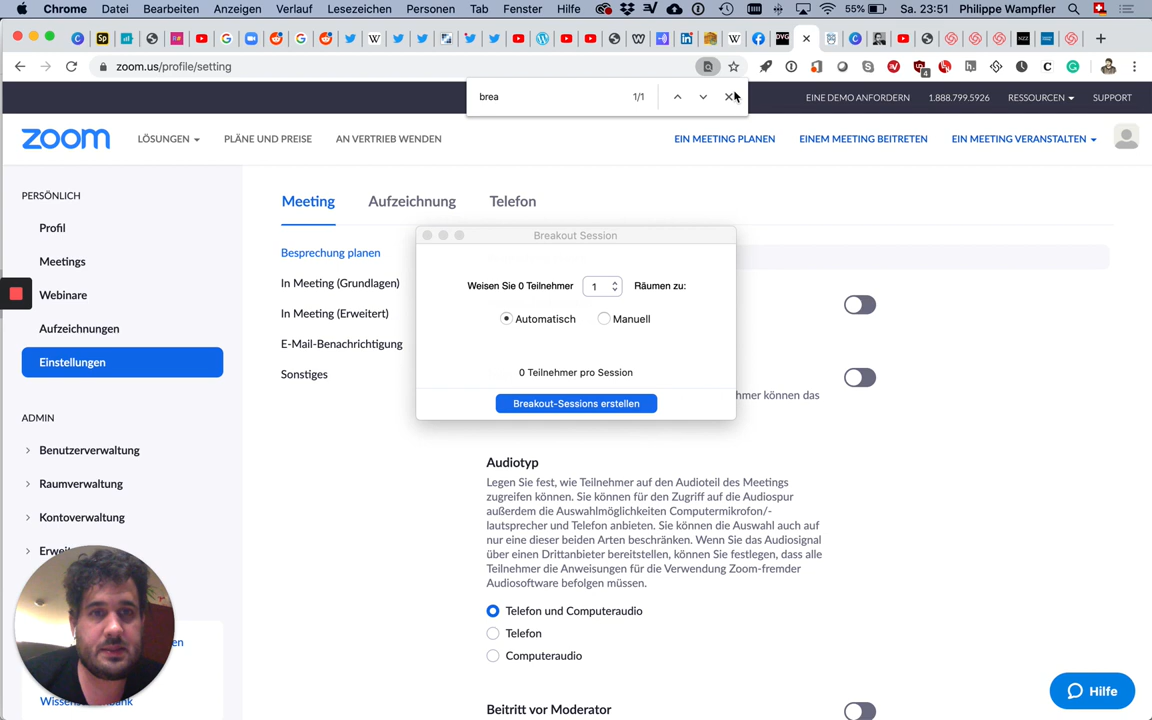 Chrome Datei Bearbeiten Anzeigen Verlauf Lesezeichen Personen Tab Fenster Hilfe 55% Sa. 23:51 Philippe Wampfler
zoom.us/profile/setting
brea 1/1
EINE DEMO ANFORDERN 1.888.799.5926 RESSOURCEN SUPPORT
zoom LÖSUNGEN PLÄNE UND PREISE AN VERTRIEB WENDEN EIN MEETING PLANEN EINEM MEETING BEITRETEN EIN MEETING VERANSTALTEN
PERSÖNLICH
Profil
Meetings
Webinare
Aufzeichnungen
Einstellungen
ADMIN
Benutzerverwaltung
Raumverwaltung
Kontoverwaltung
Erwei
en
Wissen
bank
Meeting Aufzeichnung Telefon
Besprechung planen
In Meeting (Grundlagen)
In Meeting (Erweitert)
E-Mail-Benachrichtigung
Sonstiges
Breakout Session
Weisen Sie 0 Teilnehmer 1 Räumen zu:
Automatisch Manuell
0 Teilnehmer pro Session
Breakout-Sessions erstellen
hmer können das
Audiotyp
Legen Sie fest, wie Teilnehmer auf den Audioteil des Meetings
zugreifen können. Sie können für den Zugriff auf die Audiospur
außerdem die Auswahlmöglichkeiten Computermikrofon/-
lautsprecher und Telefon anbieten. Sie können die Auswahl auch auf
nur eine dieser beiden Arten beschränken. Wenn Sie das Audiosignal
über einen Drittanbieter bereitstellen, können Sie festlegen, dass alle
Teilnehmer die Anweisungen für die Verwendung Zoom-fremder
Audiosoftware befolgen müssen.
Telefon und Computeraudio
Telefon
Computeraudio
Beitritt vor Moderator
Hilfe